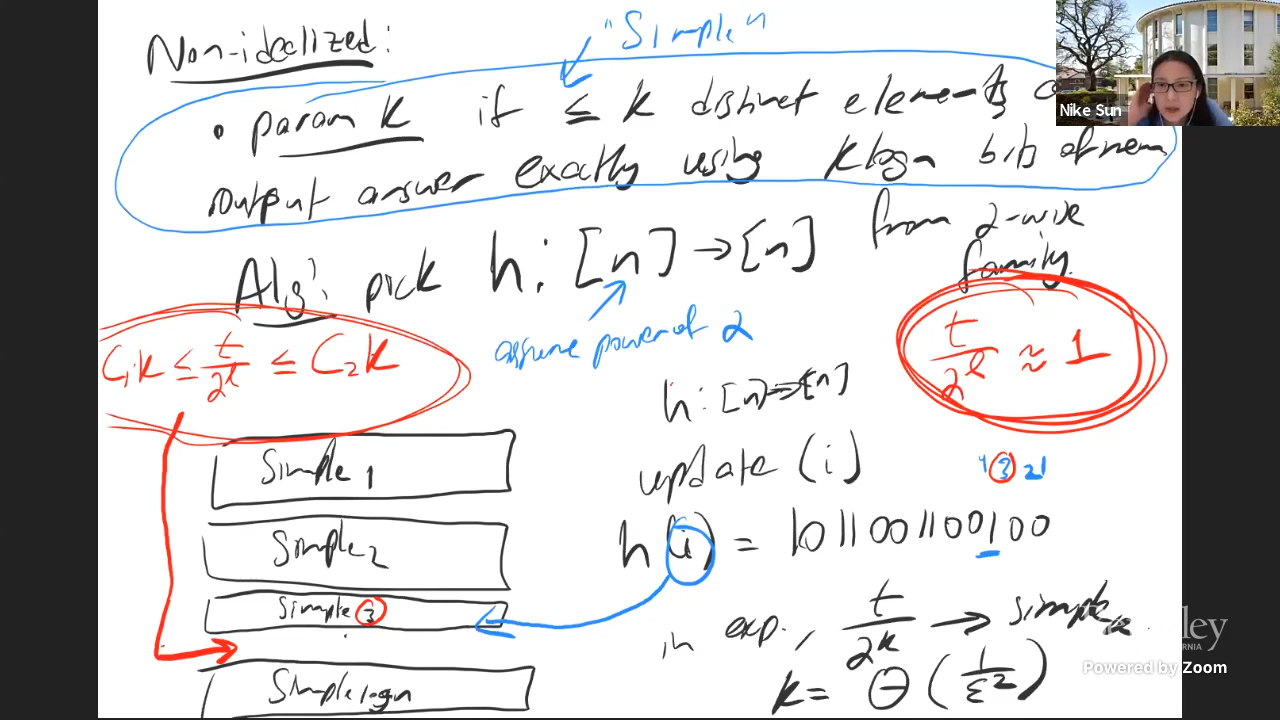 Non-idealized:
"Simple"
• param k if ≤ k distinct elements
output answer exactly using k log n bits of mem
Alg: pick h: [n] → [n] from 2-wise
family.
assume power of 2
C₁k ≤ t/2^ℓ ≤ C₂k
t/2^ℓ ≈ 1
h: [n] → [n]
update (i)
4 3 2 1
h(i) = 1011001100100
Simple 1
Simple 2
Simple 3
Simple log n
in exp., t/2^k → simple k.
k = Θ(1/ε²)
Nike Sun
Powered by Zoom